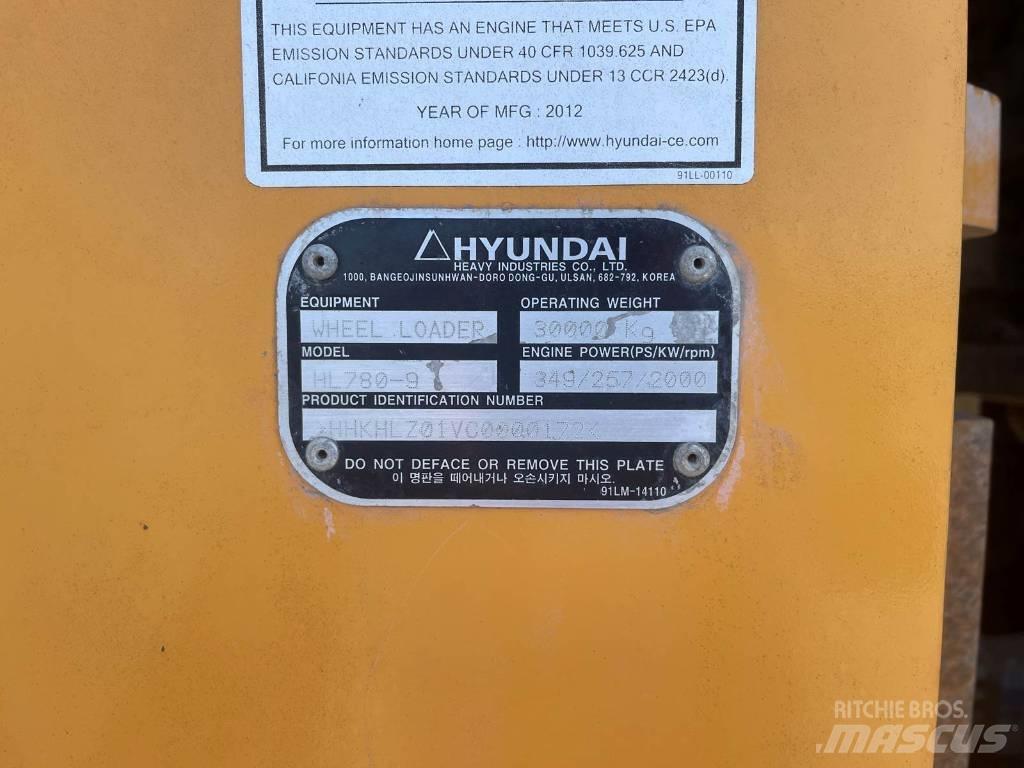 THIS EQUIPMENT HAS AN ENGINE THAT MEETS U.S. EPA
EMISSION STANDARDS UNDER 40 CFR 1039.625 AND
CALIFONIA EMISSION STANDARDS UNDER 13 CCR 2423(d).
YEAR OF MFG : 2012
For more information home page : http://www.hyundai-ce.com
91LL-00110
HYUNDAI
HEAVY INDUSTRIES CO., LTD.
1000, BANGEOJINSUNHWAN-DORO DONG-GU, ULSAN, 682-792, KOREA
EQUIPMENT
OPERATING WEIGHT
WHEEL LOADER
30000 Kg
MODEL
ENGINE POWER(PS/KW/rpm)
HL780-9
349/257/2000
PRODUCT IDENTIFICATION NUMBER
DO NOT DEFACE OR REMOVE THIS PLATE
이 명판을 떼어내거나 오손시키지 마시오.
91LM-14110
RITCHIE BROS.
MASCUS